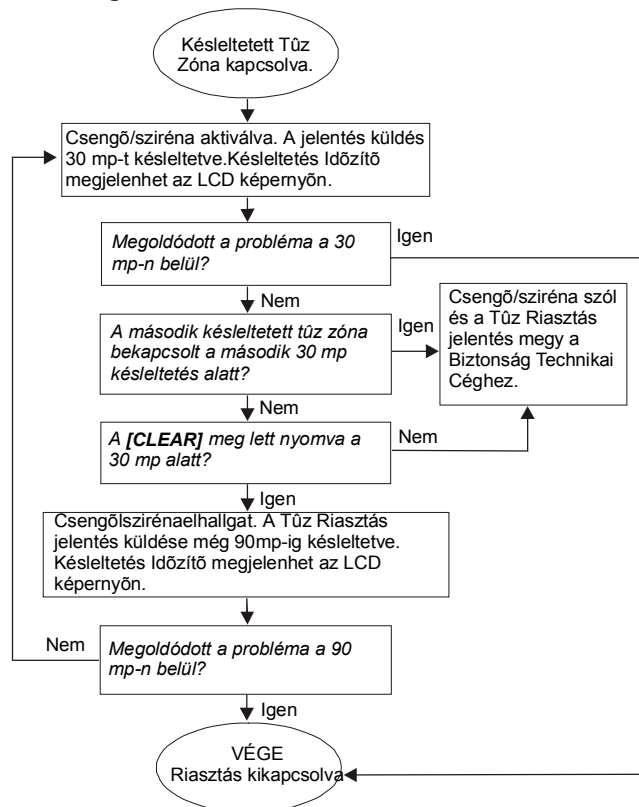 Késleltetett Tûz
Zóna kapcsolva.
Csengõ/sziréna aktiválva. A jelentés küldés
30 mp-t késleltetve.Késleltetés Idõzítõ
megjelenhet az LCD képernyõn.
Megoldódott a probléma a 30
mp-n belül?
Igen
Nem
A második késleltetett tûz zóna
bekapcsolt a második 30 mp
késleltetés alatt?
Igen
Csengõ/sziréna szól
és a Tûz Riasztás
jelentés megy a
Biztonság Technikai
Céghez.
Nem
A [CLEAR] meg lett nyomva a
30 mp alatt?
Nem
Igen
Csengõlszirénaelhallgat. A Tûz Riasztás
jelentés küldése még 90mp-ig késleltetve.
Késleltetés Idõzítõ megjelenhet az LCD
képernyõn.
Nem
Megoldódott a probléma a 90
mp-n belül?
Igen
VÉGE
Riasztás kikapcsolva